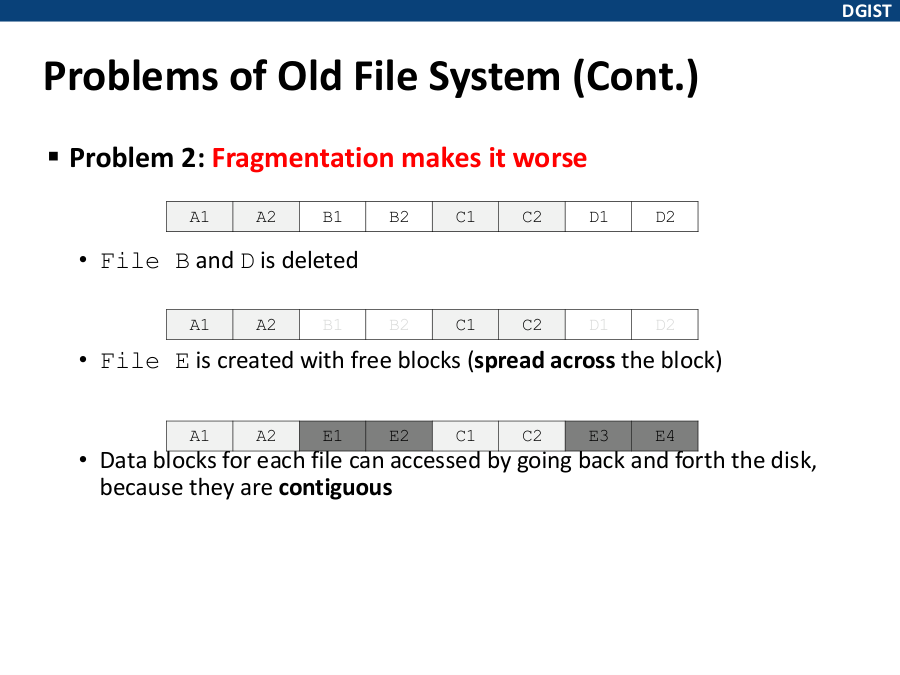 DGIST
Problems of Old File System (Cont.)
▪ Problem 2: Fragmentation makes it worse
A1 A2 B1 B2 C1 C2 D1 D2
• File B and D is deleted
A1 A2 B1 B2 C1 C2 D1 D2
• File E is created with free blocks (spread across the block)
A1 A2 E1 E2 C1 C2 E3 E4
• Data blocks for each file can accessed by going back and forth the disk,
because they are contiguous